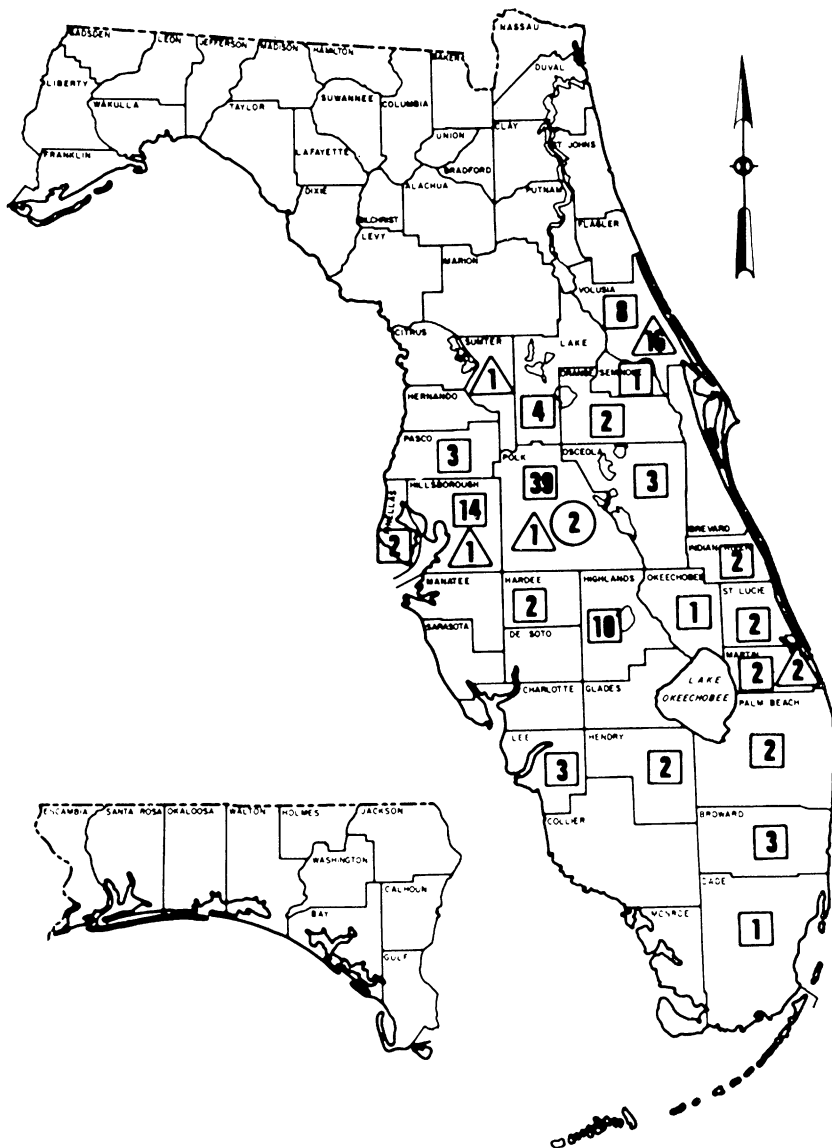 NASSAU
GADSDEN
LEON
JEFFERSON
MADISON
HAMILTON
BAKER
DUVAL
LIBERTY
WAKULLA
TAYLOR
SUWANNEE
COLUMBIA
UNION
CLAY
ST JOHNS
FRANKLIN
LAFAYETTE
BRADFORD
DIXIE
ALACHUA
PUTNAM
GILCHRIST
FLAGLER
LEVY
MARION
VOLUSIA
8
16
CITRUS
SUMTER
LAKE
1
ORANGE
SEMINOLE
1
HERNANDO
4
2
PASCO
3
POLK
OSCEOLA
39
3
HILLSBOROUGH
14
1
2
1
PINELLAS
2
BREVARD
INDIAN RIVER
2
MANATEE
HARDEE
2
HIGHLANDS
10
OKEECHOBEE
1
ST LUCIE
2
SARASOTA
DE SOTO
MARTIN
2
2
LAKE
OKEECHOBEE
CHARLOTTE
GLADES
PALM BEACH
2
LEE
3
HENDRY
2
COLLIER
BROWARD
3
DADE
1
MONROE
ESCAMBIA
SANTA ROSA
OKALOOSA
WALTON
HOLMES
JACKSON
WASHINGTON
CALHOUN
BAY
GULF